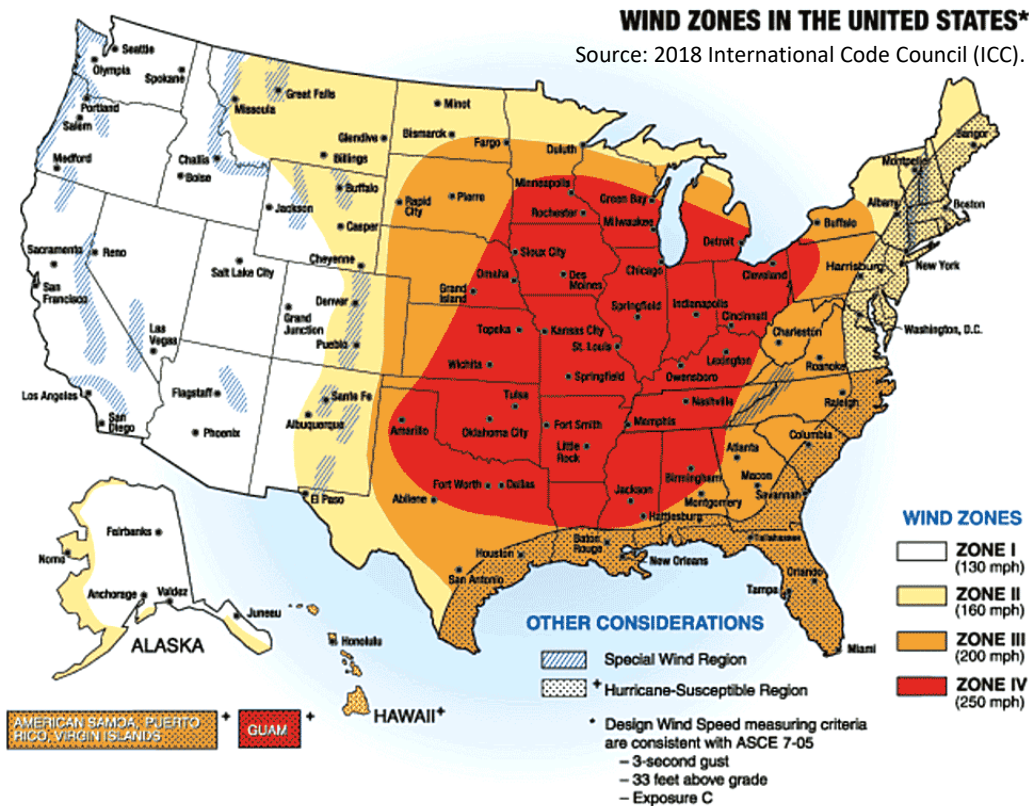 WIND ZONES IN THE UNITED STATES*
Source: 2018 International Code Council (ICC).
Seattle
Olympia
Spokane
Portland
Salem
Medford
Missoula
Great Falls
Challis
Boise
Glendive
Billings
Minot
Bismarck
Fargo
Duluth
Buffalo
Jackson
Casper
Cheyenne
Rapid City
Pierre
Minneapolis
Rochester
Green Bay
Milwaukee
Detroit
Chicago
Cleveland
Buffalo
Albany
Montpelier
Bangor
Boston
New York
Harrisburg
Washington, D.C.
Sacramento
Reno
San Francisco
Salt Lake City
Las Vegas
Los Angeles
San Diego
Flagstaff
Phoenix
Grand Junction
Denver
Pueblo
Sante Fe
Albuquerque
El Paso
Sioux City
Omaha
Grand Island
Des Moines
Topeka
Kansas City
Wichita
Springfield
St. Louis
Springfield
Indianapolis
Cincinnati
Lexington
Owensboro
Charleston
Roanoke
Raleigh
Nashville
Memphis
Tulsa
Oklahoma City
Amarillo
Fort Smith
Little Rock
Fort Worth
Dallas
Abilene
Houston
San Antonio
Jackson
Hattiesburg
Baton Rouge
New Orleans
Birmingham
Montgomery
Atlanta
Macon
Columbia
Savannah
Tallahassee
Orlando
Tampa
Miami
Fairbanks
Nome
Anchorage
Valdez
Juneau
ALASKA
Honolulu
HAWAII+
AMERICAN SAMOA, PUERTO
RICO, VIRGIN ISLANDS
+
GUAM
+
OTHER CONSIDERATIONS
Special Wind Region
+ Hurricane-Susceptible Region
* Design Wind Speed measuring criteria
are consistent with ASCE 7-05
– 3-second gust
– 33 feet above grade
– Exposure C
WIND ZONES
ZONE I
(130 mph)
ZONE II
(160 mph)
ZONE III
(200 mph)
ZONE IV
(250 mph)